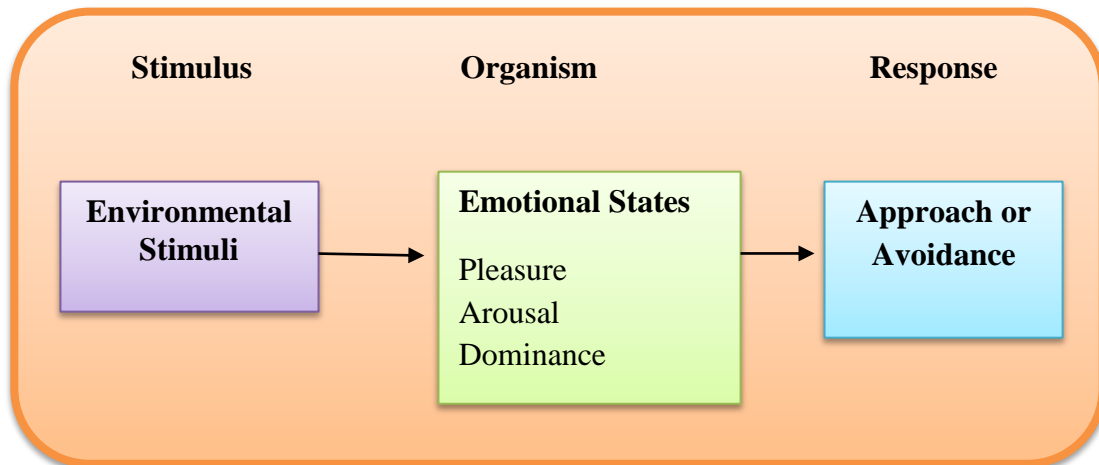 Stimulus
Organism
Response
Environmental
Stimuli
Emotional States
Pleasure
Arousal
Dominance
Approach or
Avoidance